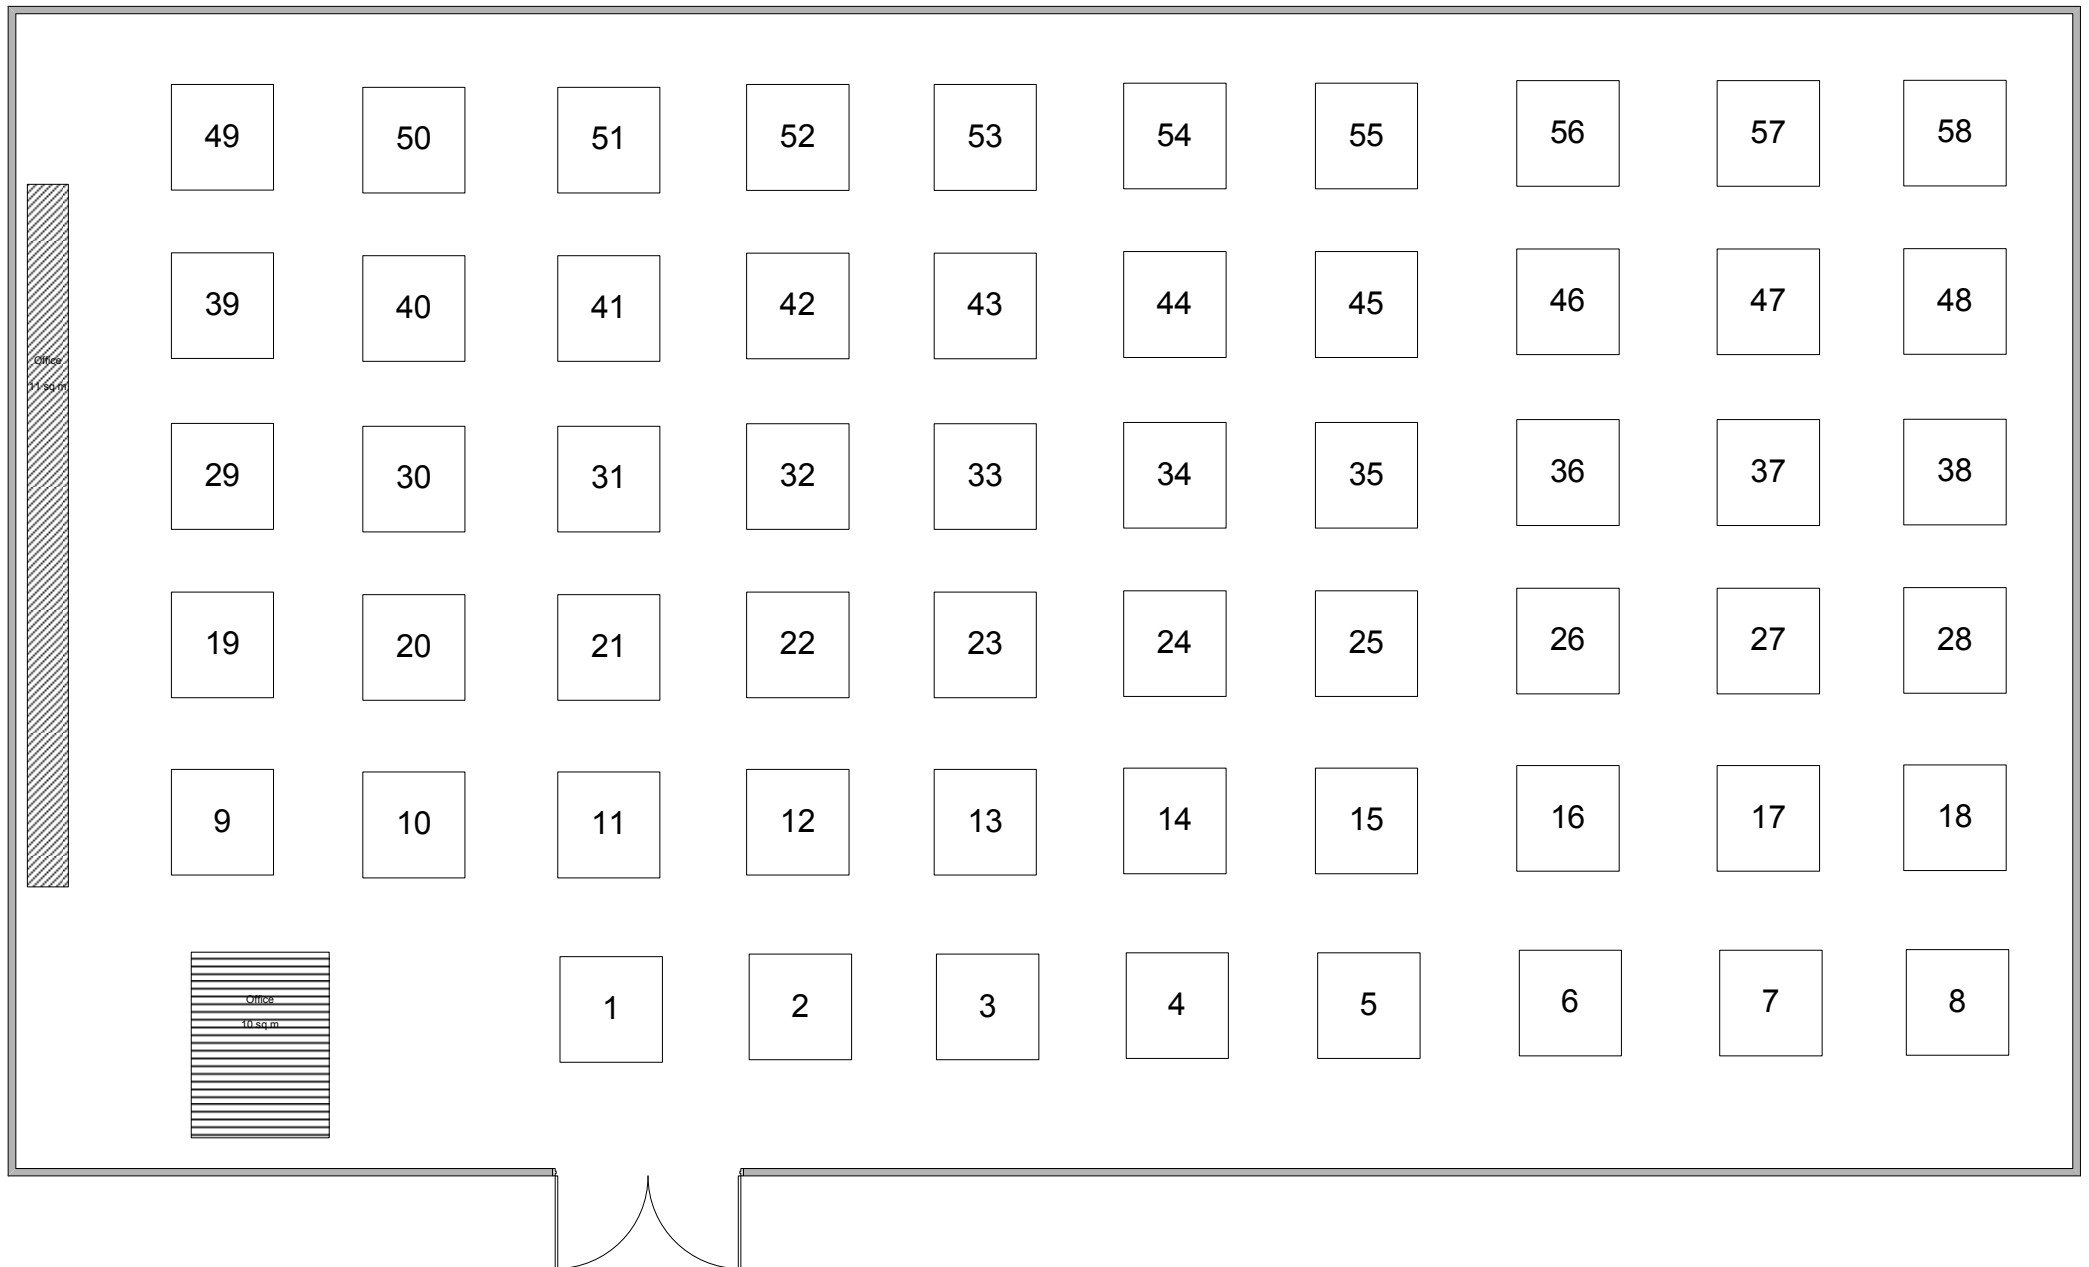 49 50 51 52 53 54 55 56 57 58
39 40 41 42 43 44 45 46 47 48
Office
11 sq m
29 30 31 32 33 34 35 36 37 38
19 20 21 22 23 24 25 26 27 28
9 10 11 12 13 14 15 16 17 18
Office
10 sq m
1 2 3 4 5 6 7 8